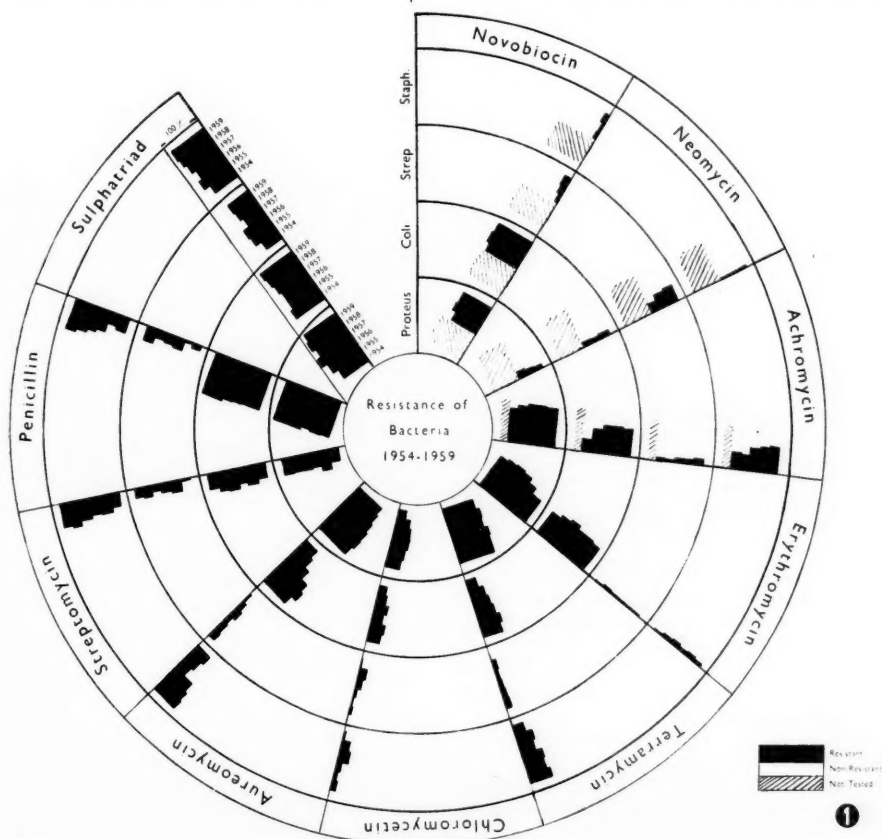 Novobiocin
Neomycin
Achromycin
Erythromycin
Terramycin
Chloromycetin
Aureomycin
Streptomycin
Penicillin
Sulphatriad
Staph.
Strep
Coli
Proteus
100%
1959
1958
1957
1956
1955
1954
1959
1958
1957
1956
1955
1954
1959
1958
1957
1956
1955
1954
1959
1958
1957
1956
1955
1954
Resistance of
Bacteria
1954-1959
Resistant
Non-Resistant
Not Tested
1